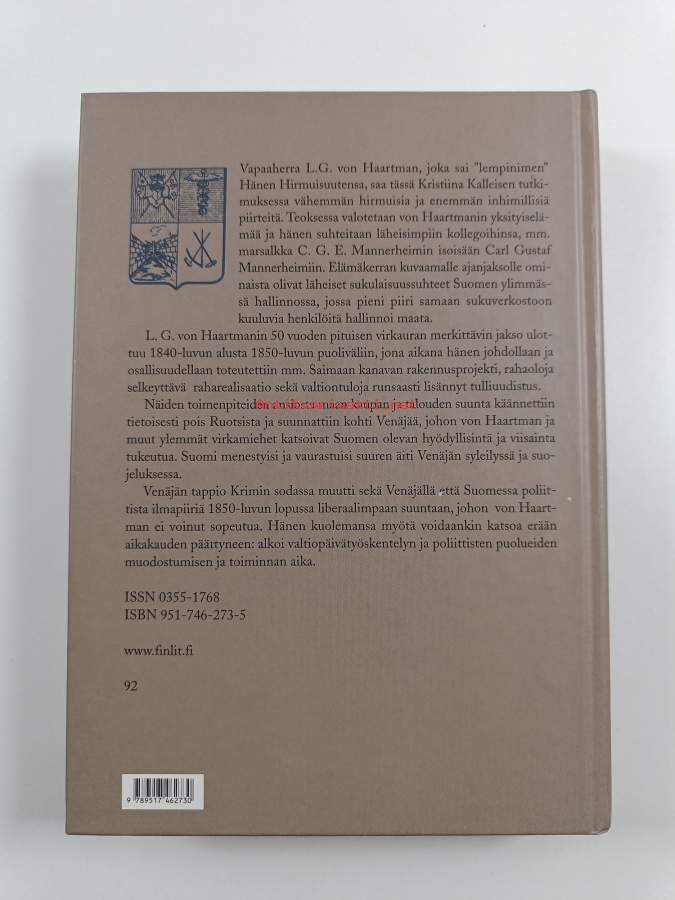 Vapaaherra L.G. von Haartman, joka sai "lempinimen"
Hänen Hirmuisuutensa, saa tässä Kristiina Kalleisen tutki-
muksessa vähemmän hirmuisia ja enemmän inhimillisiä
piirteitä. Teoksessa valotetaan von Haartmanin yksityiselä-
mää ja hänen suhteitaan läheisimpiin kollegoihinsa, mm.
marsalkka C. G. E. Mannerheimin isoisään Carl Gustaf
Mannerheimiin. Elämäkerran kuvaamalle ajanjaksolle omi-
naista olivat läheiset sukulaisuussuhteet Suomen ylimmäs-
sä hallinnossa, jossa pieni piiri samaan sukuverkostoon
kuuluvia henkilöitä hallinnoi maata.
L. G. von Haartmanin 50 vuoden pituisen virkauran merkittävin jakso ulot-
tuu 1840-luvun alusta 1850-luvun puoliväliin, jona aikana hänen johdollaan ja
osallisuudellaan toteutettiin mm. Saimaan kanavan rakennusprojekti, rahaoloja
selkeyttävä raharealisaatio sekä valtiontuloja runsaasti lisännyt tulliuudistus.
Näiden toimenpiteiden ansiosta maan kaupan ja talouden suunta käännettiin
tietoisesti pois Ruotsista ja suunnattiin kohti Venäjää, johon von Haartman ja
muut ylemmät virkamiehet katsoivat Suomen olevan hyödyllisintä ja viisainta
tukeutua. Suomi menestyisi ja vaurastuisi suuren äiti Venäjän syleilyssä ja suo-
jeluksessa.
Venäjän tappio Krimin sodassa muutti sekä Venäjällä että Suomessa poliit-
tista ilmapiiriä 1850-luvun lopussa liberaalimpaan suuntaan, johon von Haart-
man ei voinut sopeutua. Hänen kuolemansa myötä voidaankin katsoa erään
aikakauden päättyneen: alkoi valtiopäivätyöskentelyn ja poliittisten puolueiden
muodostumisen ja toiminnan aika.
ISSN 0355-1768
ISBN 951-746-273-5
www.finlit.fi
92
9 789517 462730